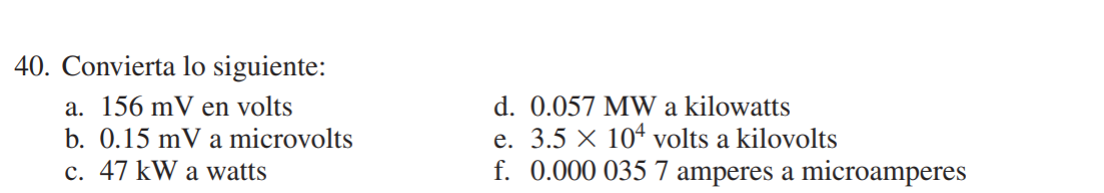 40. Convierta lo siguiente:
a. 156 mV en volts
b. 0.15 mV a microvolts
c. 47 kW a watts
d. 0.057 MW a kilowatts
e. 3.5 × 10⁴ volts a kilovolts
f. 0.000 035 7 amperes a microamperes